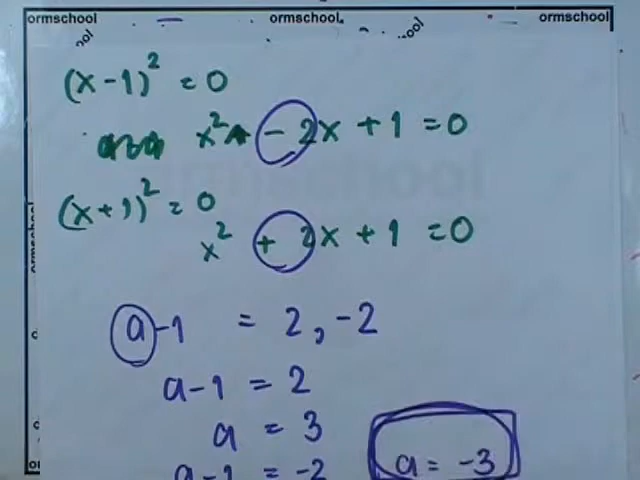 ormschool ormschool. ormschool
(x-1)² = 0
x² - 2x + 1 = 0
(x+1)² = 0
x² + 2x + 1 = 0
a-1 = 2, -2
a-1 = 2
a = 3
a-1 = -2
a = -3